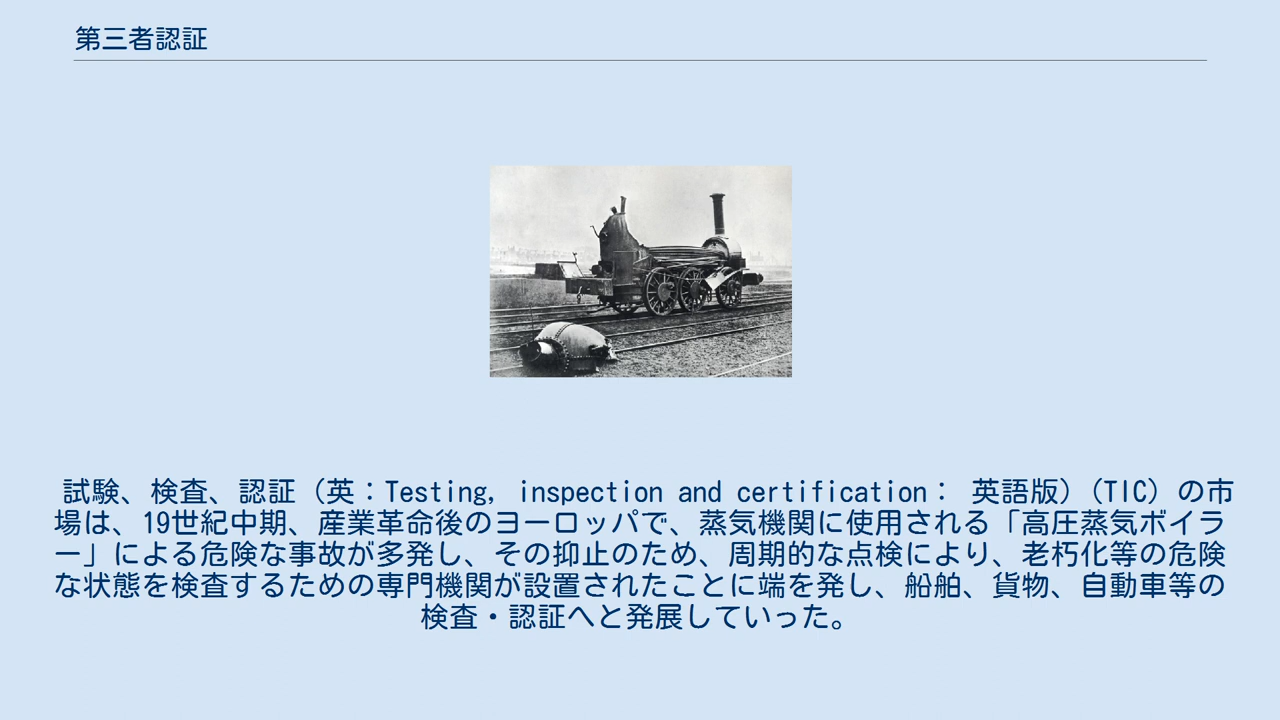 第三者認証
試験、検査、認証（英：Testing, inspection and certification： 英語版）（TIC）の市
場は、19世紀中期、産業革命後のヨーロッパで、蒸気機関に使用される「高圧蒸気ボイラ
ー」による危険な事故が多発し、その抑止のため、周期的な点検により、老朽化等の危険
な状態を検査するための専門機関が設置されたことに端を発し、船舶、貨物、自動車等の
検査・認証へと発展していった。